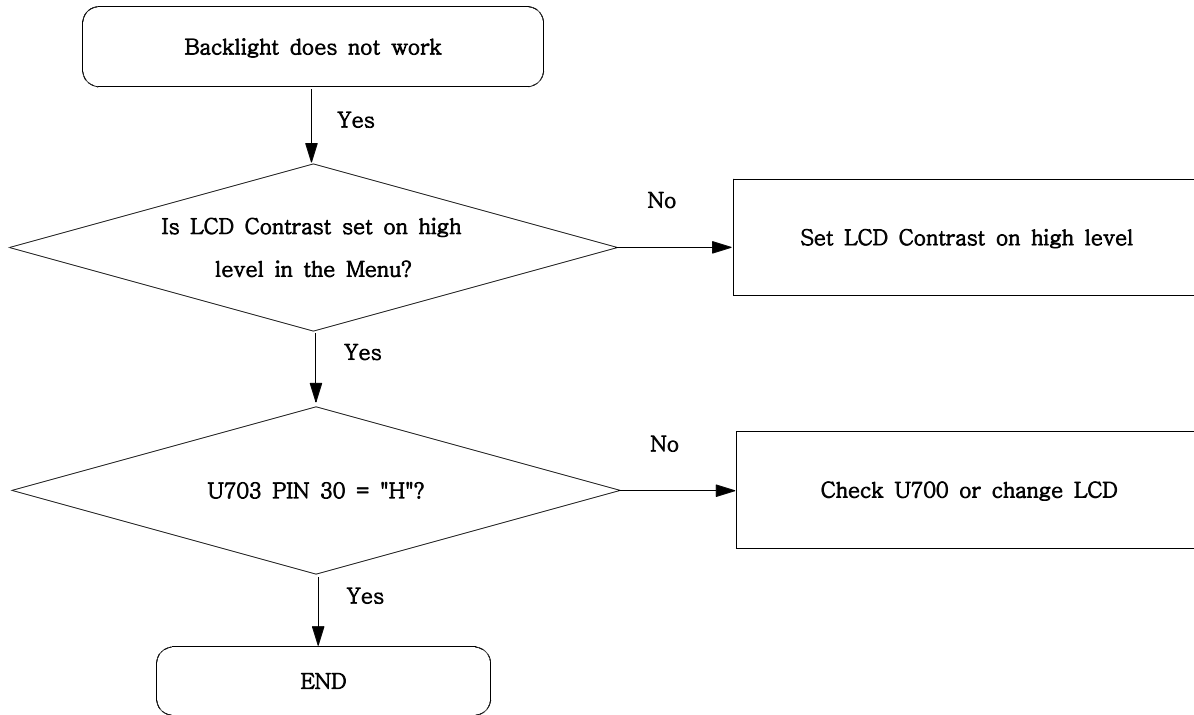 Backlight does not work
Yes
Is LCD Contrast set on high
level in the Menu?
No
Set LCD Contrast on high level
Yes
U703 PIN 30 = "H"?
No
Check U700 or change LCD
Yes
END